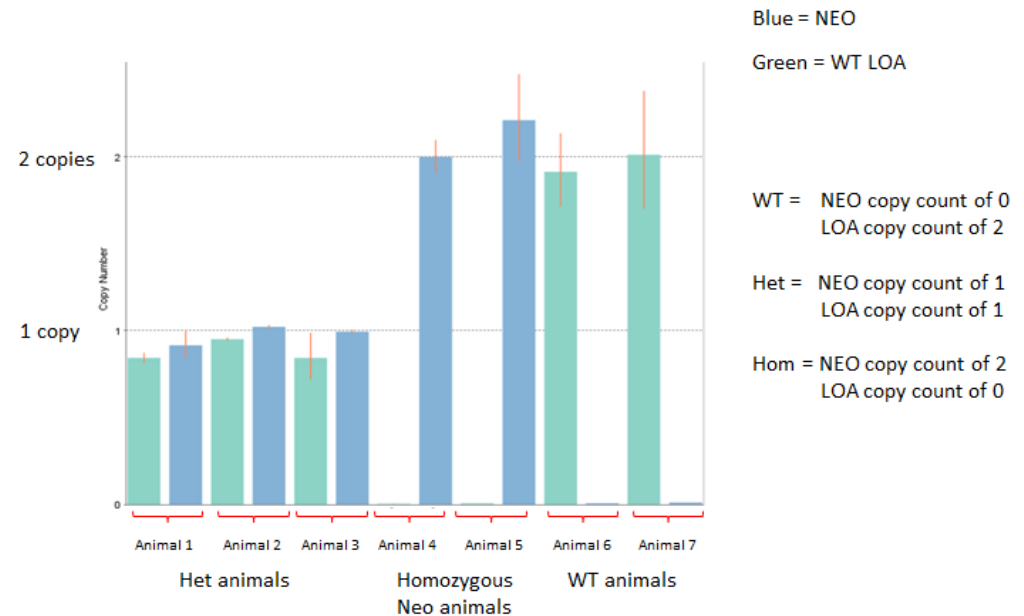 Blue = NEO
Green = WT LOA
2 copies
2
WT = NEO copy count of 0
LOA copy count of 2
Copy Number
Het = NEO copy count of 1
LOA copy count of 1
1 copy
1
Hom = NEO copy count of 2
LOA copy count of 0
0
Animal 1 Animal 2 Animal 3 Animal 4 Animal 5 Animal 6 Animal 7
Het animals Homozygous WT animals
Neo animals